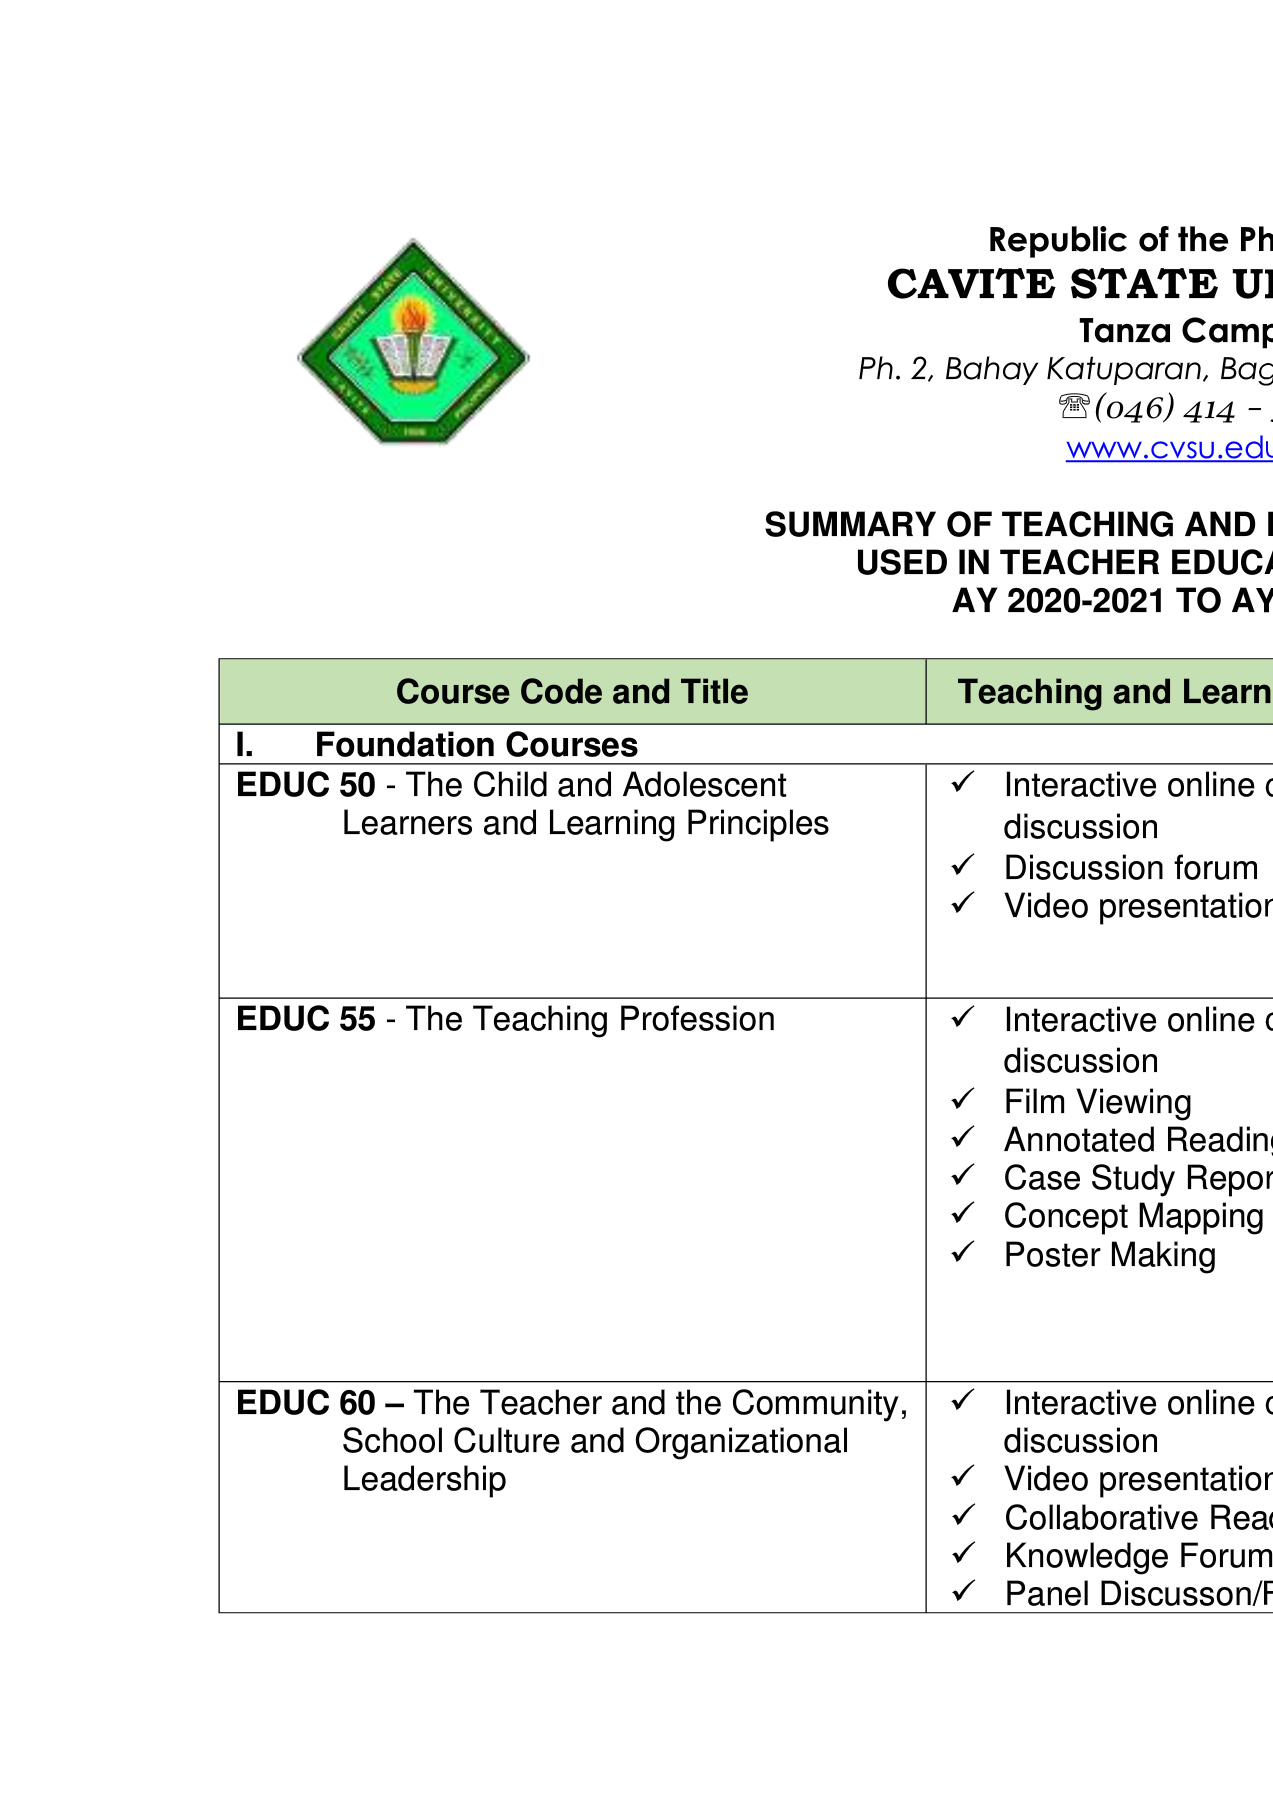 Republic of the Ph
CAVITE STATE U
Tanza Camp
Ph. 2, Bahay Katuparan, Bag
☏(046) 414 -
www.cvsu.edu
SUMMARY OF TEACHING AND
USED IN TEACHER EDUCA
AY 2020-2021 TO AY
Course Code and Title
Teaching and Learn
I. Foundation Courses
EDUC 50 - The Child and Adolescent
Learners and Learning Principles
✓ Interactive online
discussion
✓ Discussion forum
✓ Video presentation
EDUC 55 - The Teaching Profession
✓ Interactive online
discussion
✓ Film Viewing
✓ Annotated Reading
✓ Case Study Repor
✓ Concept Mapping
✓ Poster Making
EDUC 60 – The Teacher and the Community,
School Culture and Organizational
Leadership
✓ Interactive online
discussion
✓ Video presentation
✓ Collaborative Read
✓ Knowledge Forum
✓ Panel Discusson/
CAVITE STATE UNIVERSITY
CAVITE